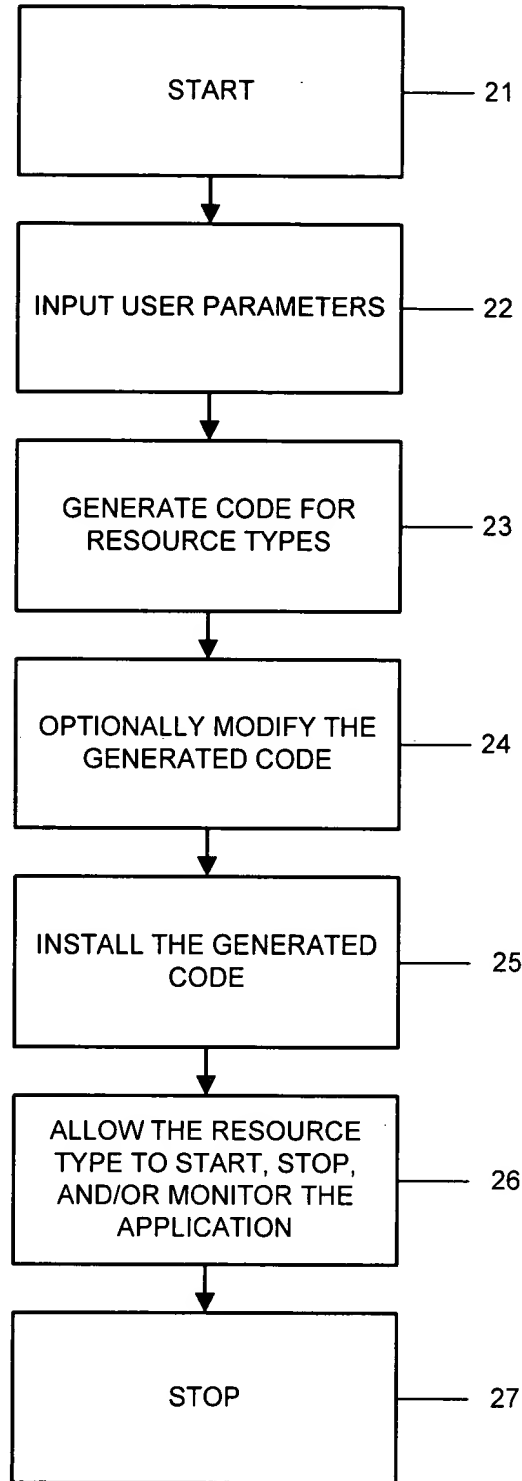 START
21
INPUT USER PARAMETERS
22
GENERATE CODE FOR
RESOURCE TYPES
23
OPTIONALLY MODIFY THE
GENERATED CODE
24
INSTALL THE GENERATED
CODE
25
ALLOW THE RESOURCE
TYPE TO START, STOP,
AND/OR MONITOR THE
APPLICATION
26
STOP
27